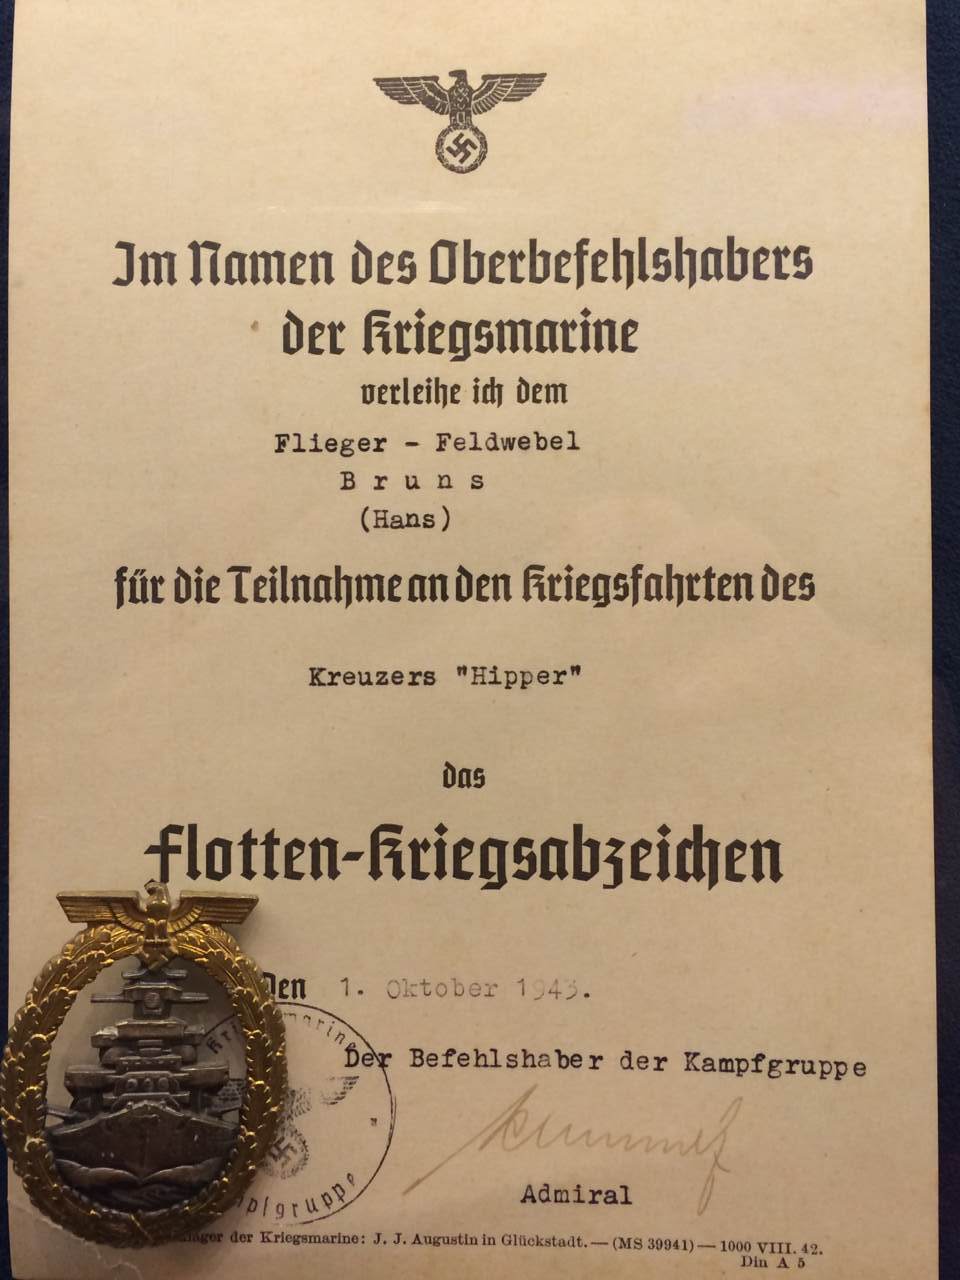 Im Namen des Oberbefehlshabers
der Kriegsmarine
verleihe ich dem
Flieger - Feldwebel
Bruns
(Hans)
für die Teilnahme an den Kriegsfahrten des
Kreuzers "Hipper"
das
Flotten-Kriegsabzeichen
den 1. Oktober 1943.
Der Befehlshaber der Kampfgruppe
Admiral
Kriegsmarine
der Kriegsmarine: J. J. Augustin in Glückstadt. — (MS 39941) — 1000 VIII. 42.
Din A 5